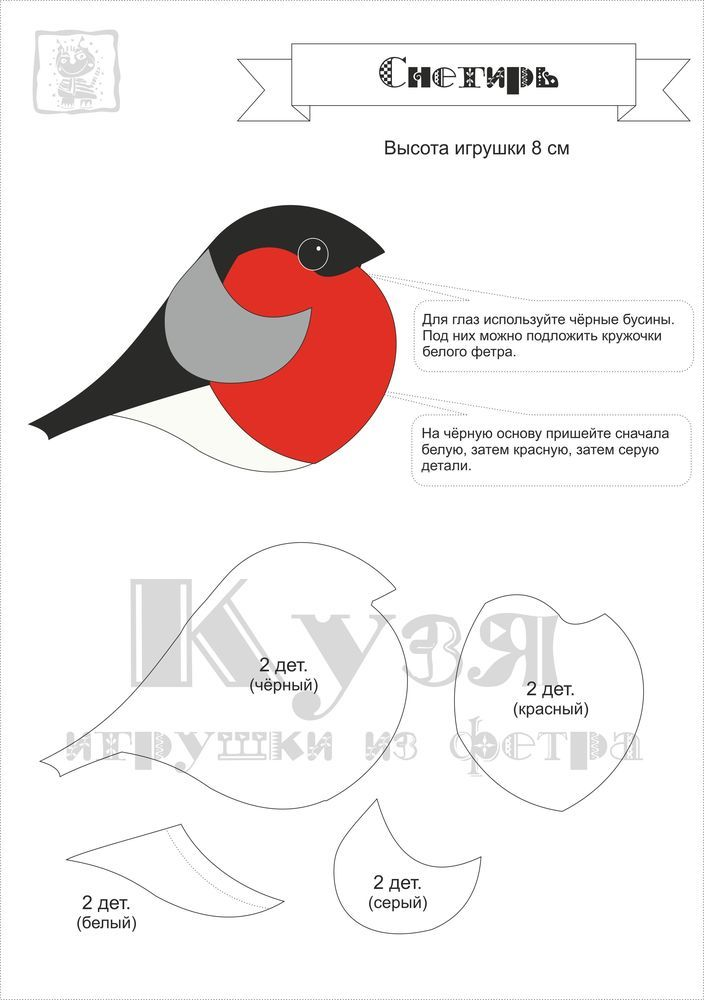 Снегирь
Высота игрушки 8 см
Для глаз используйте чёрные бусины.
Под них можно подложить кружочки
белого фетра.
На чёрную основу пришейте сначала
белую, затем красную, затем серую
детали.
Кузя
игрушки из фетра
2 дет.
(чёрный)
2 дет.
(красный)
2 дет.
(белый)
2 дет.
(серый)